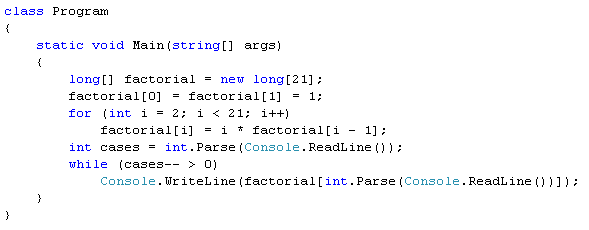 class Program
{
    static void Main(string[] args)
    {
        long[] factorial = new long[21];
        factorial[0] = factorial[1] = 1;
        for (int i = 2; i < 21; i++)
            factorial[i] = i * factorial[i - 1];
        int cases = int.Parse(Console.ReadLine());
        while (cases-- > 0)
            Console.WriteLine(factorial[int.Parse(Console.ReadLine())]);
    }
}